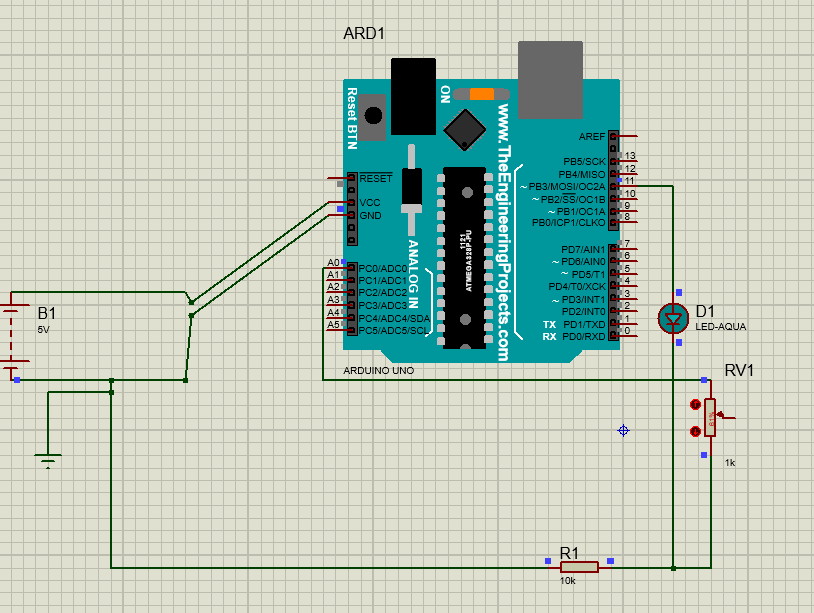 ARD1
Reset BTN
ON
www.TheEngineeringProjects.com
RESET
VCC
GND
AREF
PB5/SCK 13
PB4/MISO 12
~ PB3/MOSI/OC2A 11
~ PB2/SS/OC1B 10
~ PB1/OC1A 9
PB0/ICP1/CLKO 8
1121
ATMEGA328P-PU
ANALOG IN
A0 PC0/ADC0
A1 PC1/ADC1
A2 PC2/ADC2
A3 PC3/ADC3
A4 PC4/ADC4/SDA
A5 PC5/ADC5/SCL
PD7/AIN1 7
~ PD6/AIN0 6
~ PD5/T1 5
PD4/T0/XCK 4
~ PD3/INT1 3
PD2/INT0 2
TX PD1/TXD 1
RX PD0/RXD 0
ARDUINO UNO
B1
5V
D1
LED-AQUA
RV1
61%
1k
R1
10k